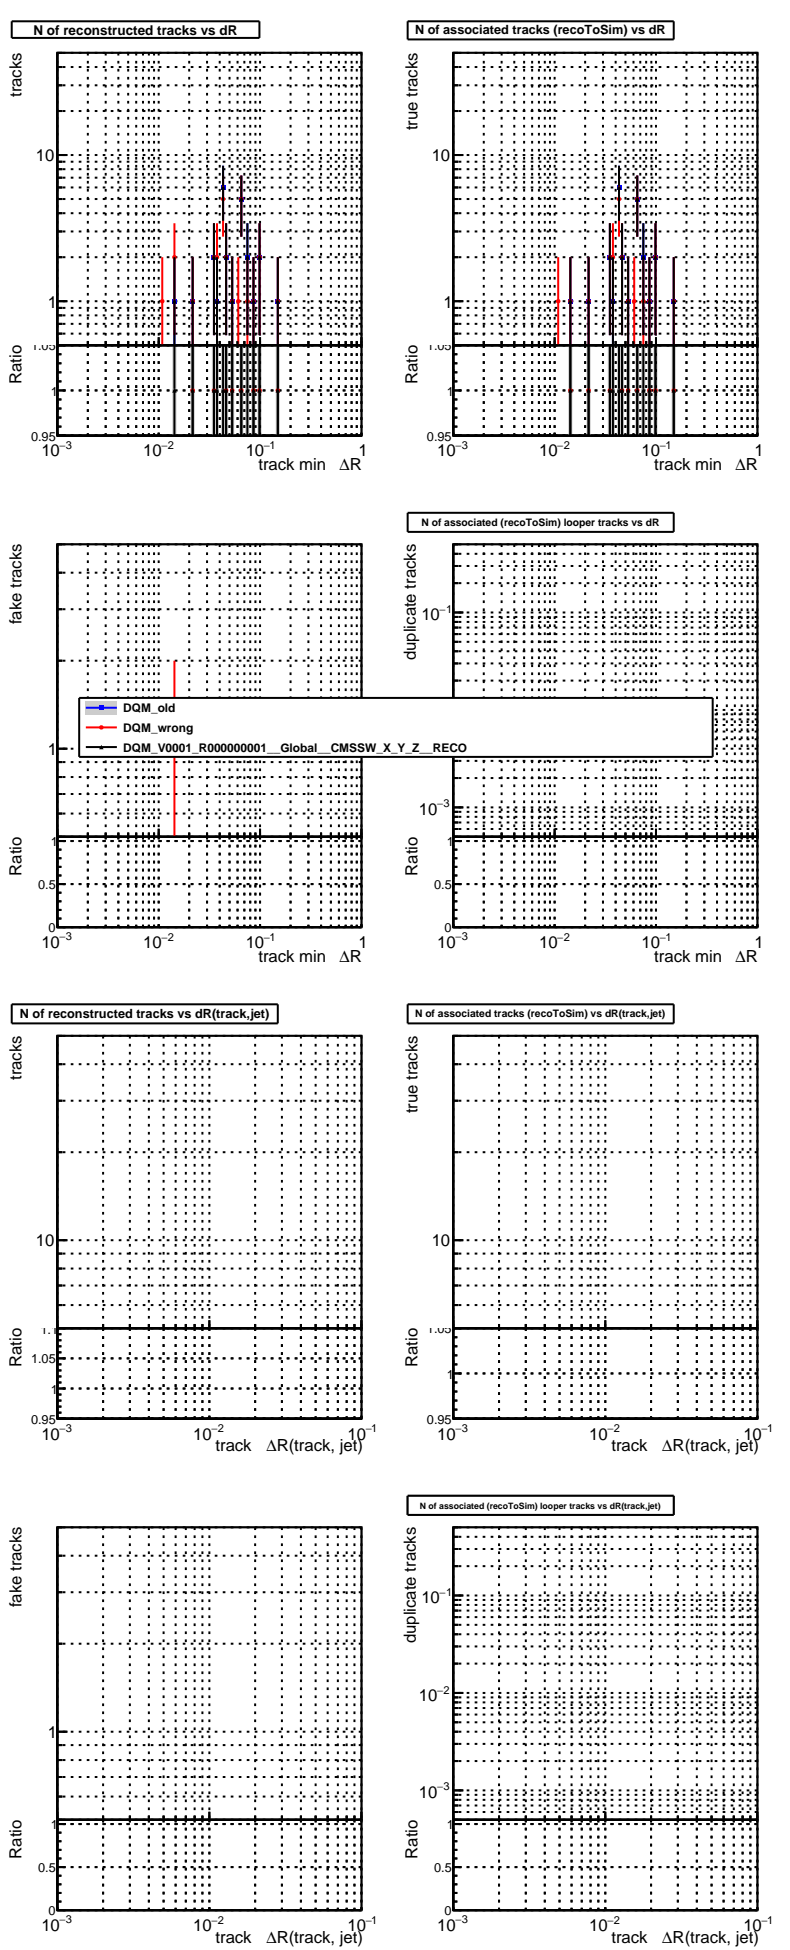 N of reconstructed tracks vs dR
tracks
10
1
Ratio
1.05
1
0.95
10−3
10−2
10−1
1
track min ΔR
N of associated tracks (recoToSim) vs dR
true tracks
10
1
Ratio
1.05
1
0.95
10−3
10−2
10−1
1
track min ΔR
fake tracks
1
Ratio
1
0.5
0
10−3
10−2
10−1
1
track min ΔR
N of associated (recoToSim) looper tracks vs dR
duplicate tracks
10−1
10−3
Ratio
1
0.5
0
10−3
10−2
10−1
1
track min ΔR
DQM_old
DQM_wrong
DQM_V0001_R000000001__Global__CMSSW_X_Y_Z__RECO
N of reconstructed tracks vs dR(track,jet)
tracks
10
Ratio
1.1
1.05
1
0.95
10−3
10−2
10−1
track ΔR(track, jet)
N of associated tracks (recoToSim) vs dR(track,jet)
true tracks
10
Ratio
1.05
1
0.95
10−3
10−2
10−1
track ΔR(track, jet)
fake tracks
1
Ratio
1
0.5
0
10−3
10−2
10−1
track ΔR(track, jet)
N of associated (recoToSim) looper tracks vs dR(track,jet)
duplicate tracks
10−1
10−2
10−3
Ratio
1
0.5
0
10−3
10−2
10−1
track ΔR(track, jet)